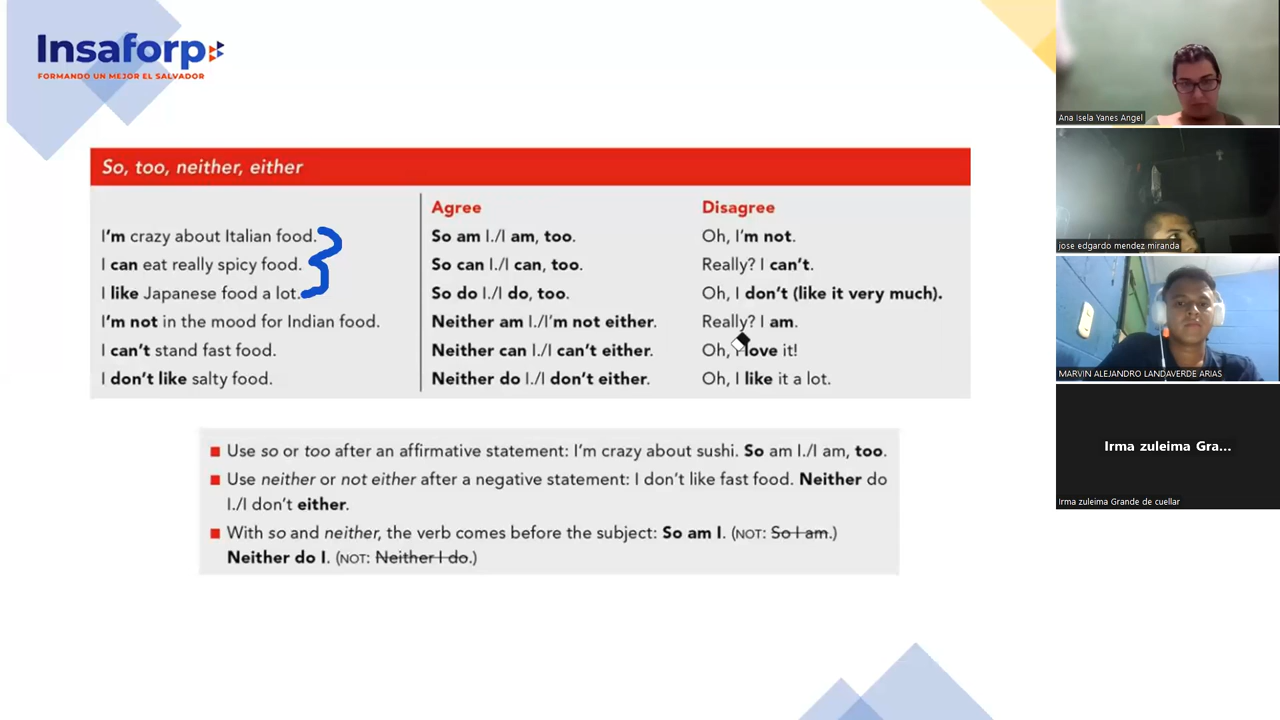 Insaforp
FORMANDO UN MEJOR EL SALVADOR
So, too, neither, either
Agree Disagree
I'm crazy about Italian food. So am I./I am, too. Oh, I'm not.
I can eat really spicy food. So can I./I can, too. Really? I can't.
I like Japanese food a lot. So do I./I do, too. Oh, I don't (like it very much).
I'm not in the mood for Indian food. Neither am I./I'm not either. Really? I am.
I can't stand fast food. Neither can I./I can't either. Oh, I love it!
I don't like salty food. Neither do I./I don't either. Oh, I like it a lot.
■ Use so or too after an affirmative statement: I'm crazy about sushi. So am I./I am, too.
■ Use neither or not either after a negative statement: I don't like fast food. Neither do
I./I don't either.
■ With so and neither, the verb comes before the subject: So am I. (NOT: So I am.)
Neither do I. (NOT: Neither I do.)
Ana Isela Yanes Angel
jose edgardo mendez miranda
MARVIN ALEJANDRO LANDAVERDE ARIAS
Irma zuleima Gra...
Irma zuleima Grande de cuellar